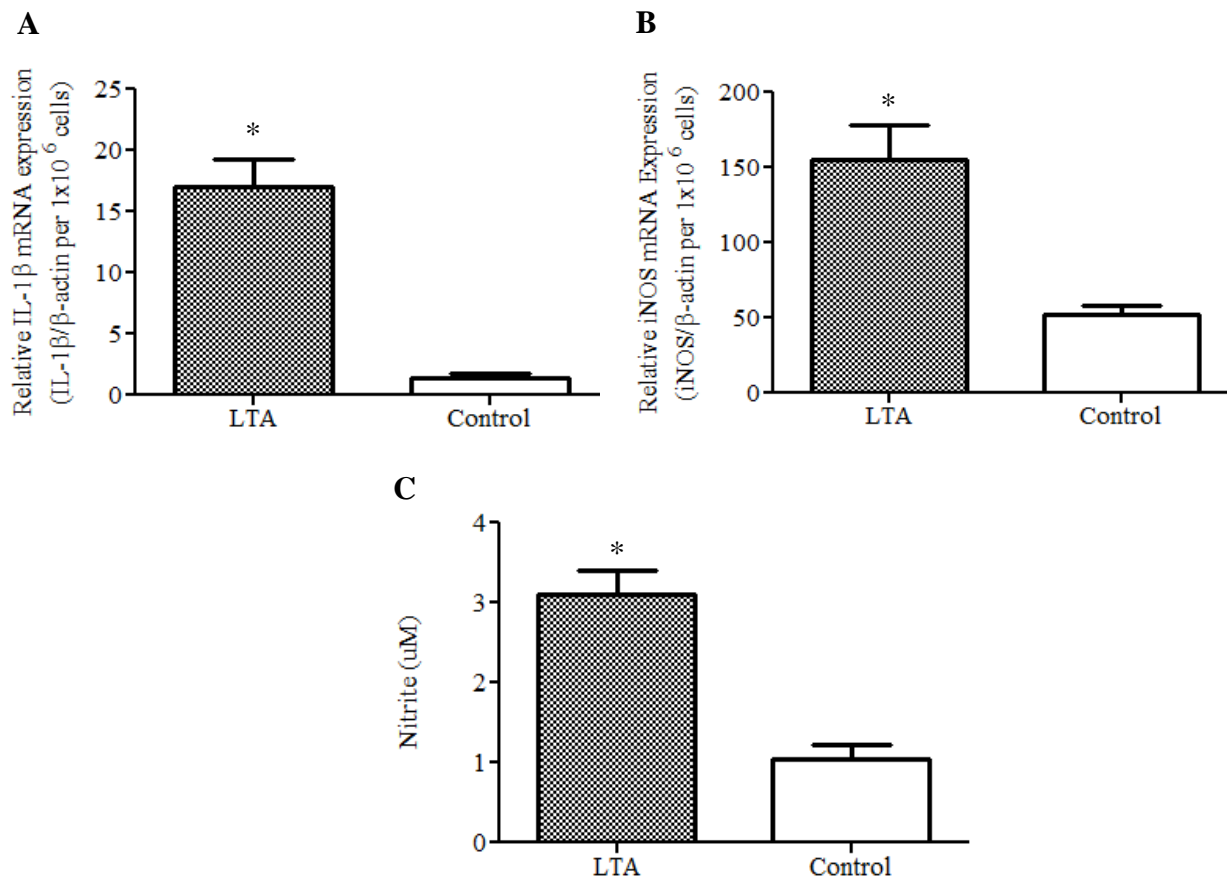 A
Relative IL-1β mRNA expression
(IL-1β/β-actin per 1x10 6 cells)
25
20
15
10
5
0
*
LTA
Control
B
Relative iNOS mRNA Expression
(iNOS/β-actin per 1x10 6 cells)
200
150
100
50
0
*
LTA
Control
C
Nitrite (uM)
4
3
2
1
0
*
LTA
Control